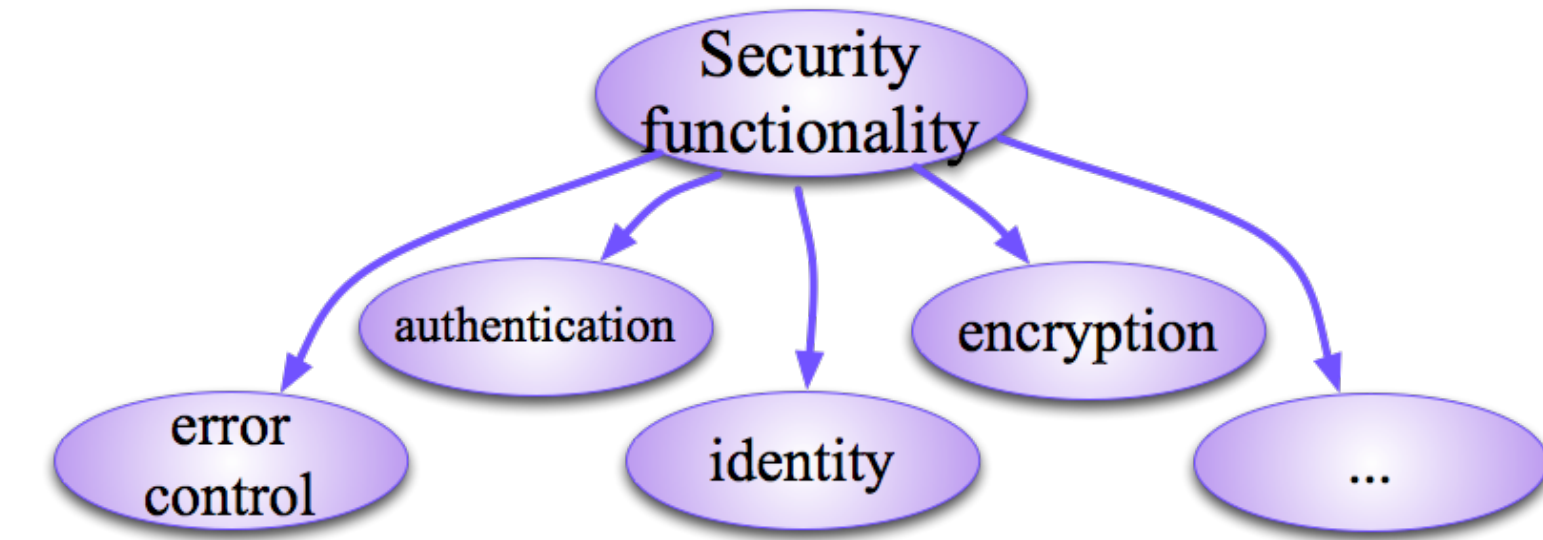 Security
functionality
authentication
encryption
error
control
identity
...